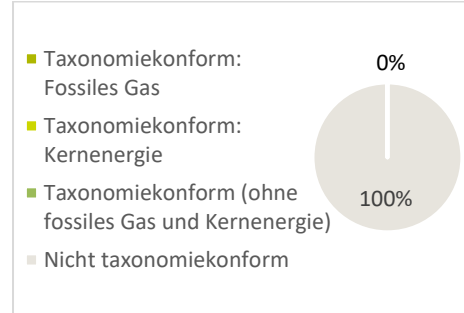 Taxonomiekonform:
Fossiles Gas
Taxonomiekonform:
Kernenergie
Taxonomiekonform (ohne
fossiles Gas und Kernenergie)
Nicht taxonomiekonform
0%
100%